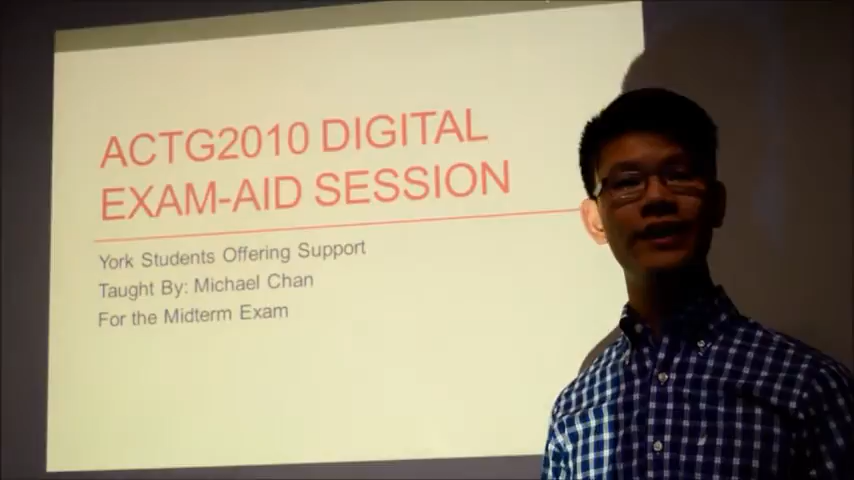 ACTG2010 DIGITAL
EXAM-AID SESSION
York Students Offering Support
Taught By: Michael Chan
For the Midterm Exam